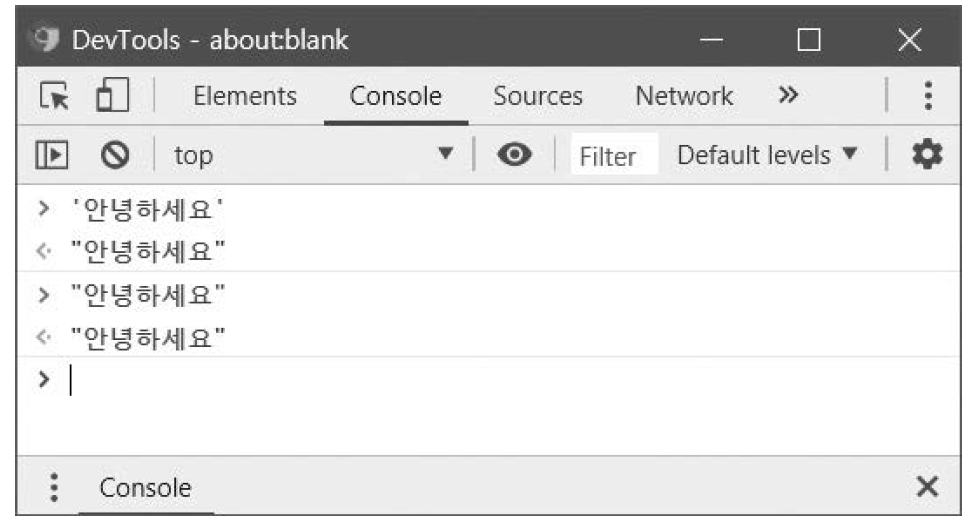 DevTools - about:blank
Elements Console Sources Network »
top ▼ Filter Default levels ▼
> '안녕하세요'
<· "안녕하세요"
> "안녕하세요"
<· "안녕하세요"
>
Console